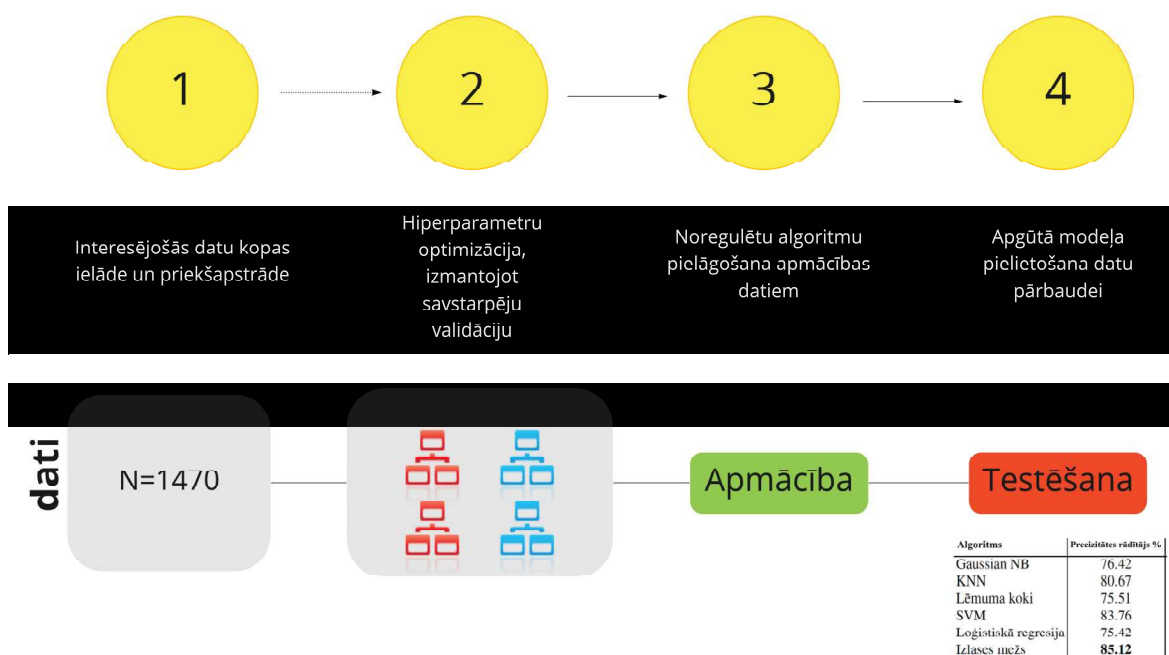 1
2
3
4
Interesējošās datu kopas
ielāde un priekšapstrāde
Hiperparametru
optimizācija,
izmantojot
savstarpēju
validāciju
Noregulētu algoritmu
pielāgošana apmācības
datiem
Apgūtā modeļa
pielietošana datu
pārbaudei
dati
N=1470
Apmācība
Testēšana
Algoritms Precizitātes rādītājs %
Gaussian NB 76.42
KNN 80.67
Lēmuma koki 75.51
SVM 83.76
Loģistiskā regresija 75.42
Izlases mežs 85.12